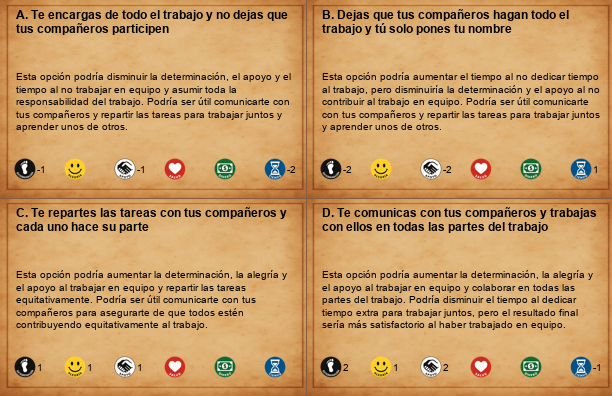 A. Te encargas de todo el trabajo y no dejas que
tus compañeros participen
Esta opción podría disminuir la determinación, el apoyo y el
tiempo al no trabajar en equipo y asumir toda la
responsabilidad del trabajo. Podría ser útil comunicarte con
tus compañeros y repartir las tareas para trabajar juntos y
aprender unos de otros.
-1 -1 -2
B. Dejas que tus compañeros hagan todo el
trabajo y tú solo pones tu nombre
Esta opción podría aumentar el tiempo al no dedicar tiempo
al trabajo, pero disminuiría la determinación y el apoyo al no
contribuir al trabajo en equipo. Podría ser útil comunicarte
con tus compañeros y repartir las tareas para trabajar juntos
y aprender unos de otros.
-2 -2 1
C. Te repartes las tareas con tus compañeros y
cada uno hace su parte
Esta opción podría aumentar la determinación, la alegría y
el apoyo al trabajar en equipo y repartir las tareas
equitativamente. Podría ser útil comunicarte con tus
compañeros para asegurarte de que todos estén
contribuyendo equitativamente al trabajo.
1 1 1
D. Te comunicas con tus compañeros y trabajas
con ellos en todas las partes del trabajo
Esta opción podría aumentar la determinación, la alegría y
el apoyo al trabajar en equipo y colaborar en todas las
partes del trabajo. Podría disminuir el tiempo al dedicar
tiempo extra para trabajar juntos, pero el resultado final
sería más satisfactorio al haber trabajado en equipo.
2 1 2 -1